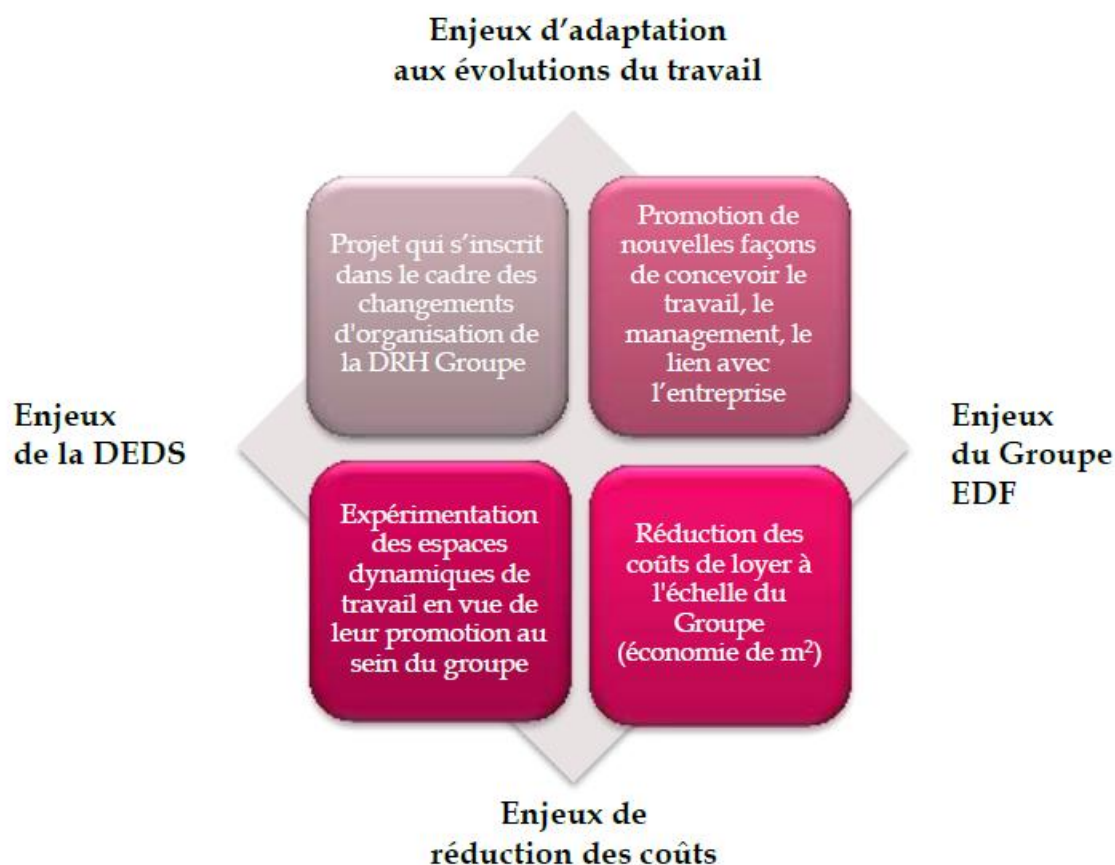 Enjeux d’adaptation
aux évolutions du travail
Projet qui s’inscrit
dans le cadre des
changements
d'organisation de
la DRH Groupe
Promotion de
nouvelles façons
de concevoir le
travail, le
management, le
lien avec
l’entreprise
Enjeux
de la DEDS
Enjeux
du Groupe
EDF
Expérimentation
des espaces
dynamiques de
travail en vue de
leur promotion au
sein du groupe
Réduction des
coûts de loyer à
l'échelle du
Groupe
(économie de m²)
Enjeux de
réduction des coûts